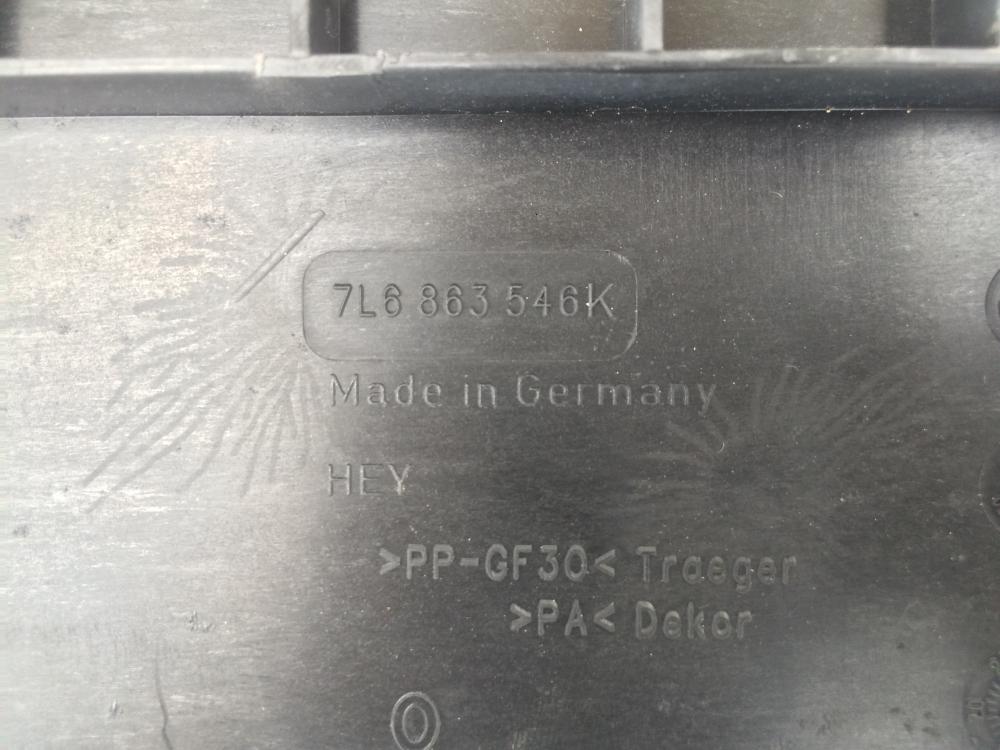 7L6 863 546K
Made in Germany
HEY
>PP-GF30< Traeger
>PA< Dekor